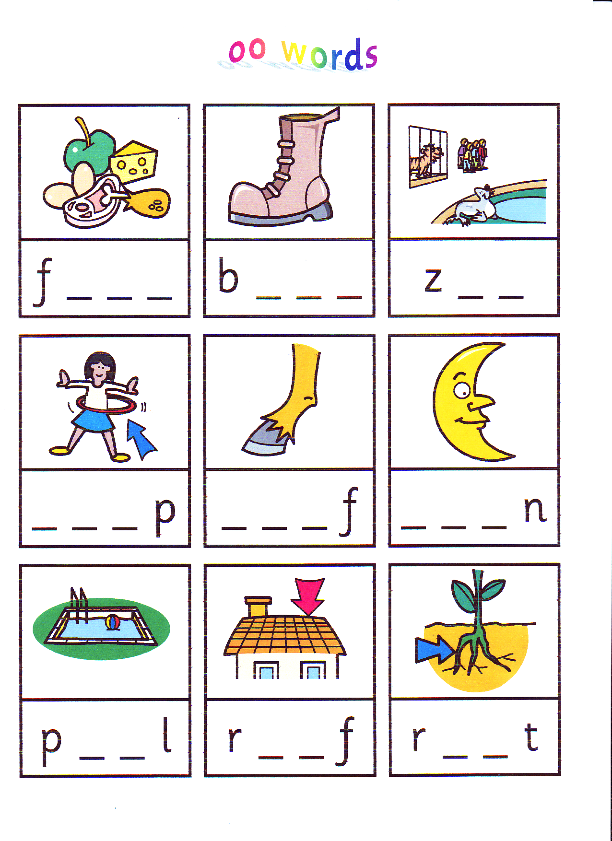 oo words
f _ _ _
b _ _ _
z _ _
_ _ _ p
_ _ _ f
_ _ _ n
p _ _ l
r _ _ f
r _ _ t